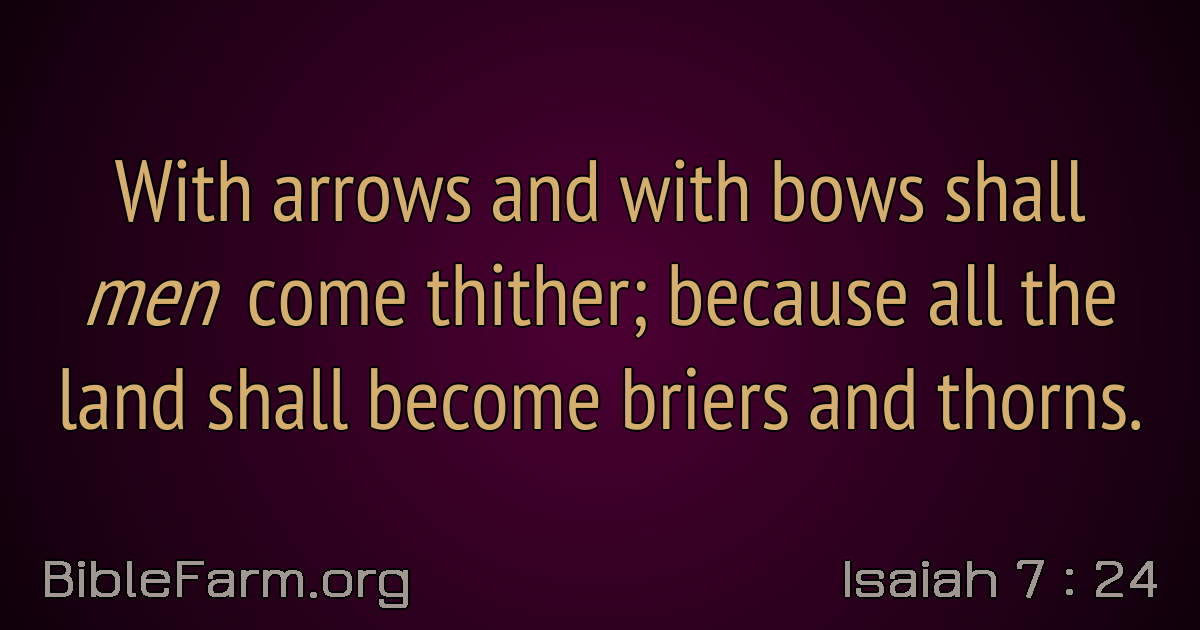 With arrows and with bows shall
men come thither; because all the
land shall become briers and thorns.
BibleFarm.org
Isaiah 7 : 24